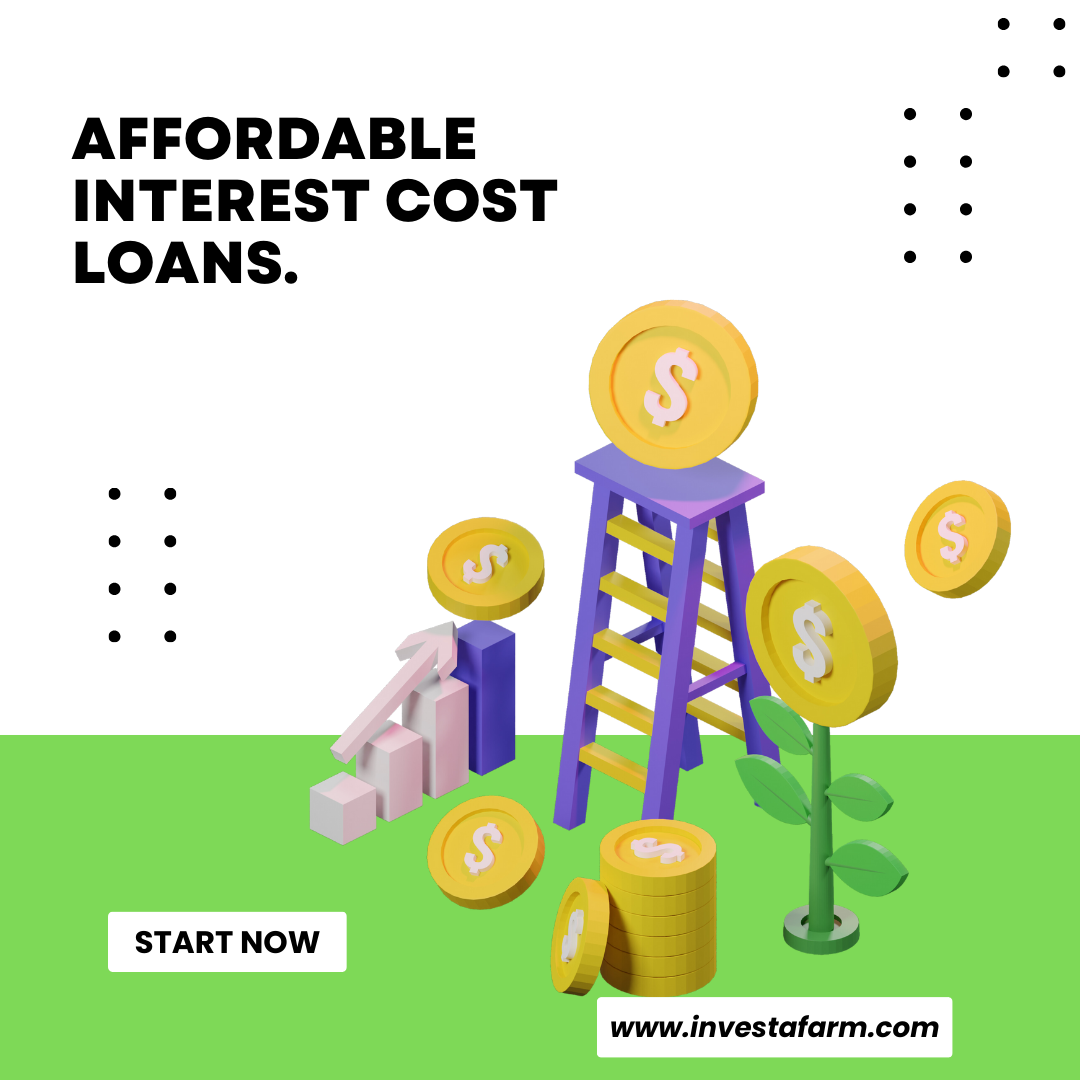 AFFORDABLE
INTEREST COST
LOANS.
$
$
$
$
$
$
$
START NOW
www.investafarm.com